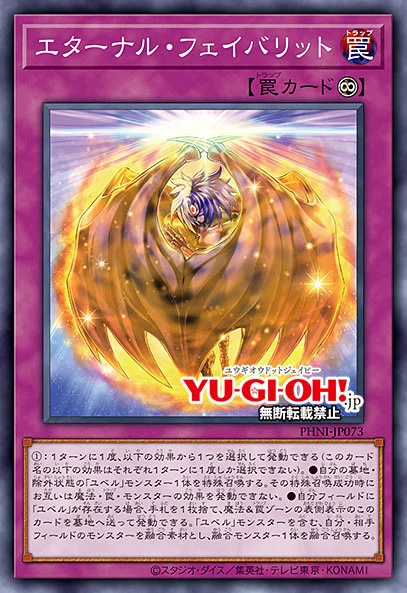 エターナル・フェイバリット
トラップ
罠
トラップ
【罠カード】
ユウギオウドットジェイピー
YU-GI-OH!.jp
無断転載禁止
PHNI-JP073
①:1ターンに1度、以下の効果から1つを選択して発動できる(このカード
名の以下の効果はそれぞれ1ターンに1度しか選択できない)。●自分の墓地・
除外状態の「ユベル」モンスター1体を特殊召喚する。その特殊召喚成功時に
お互いは魔法・罠・モンスターの効果を発動できない。●自分フィールドに
「ユベル」が存在する場合、手札を1枚捨て、魔法&罠ゾーンの表側表示のこの
カードを墓地へ送って発動できる。「ユベル」モンスターを含む、自分・相手
フィールドのモンスターを融合素材とし、融合モンスター1体を融合召喚する。
©スタジオ・ダイス/集英社・テレビ東京・KONAMI